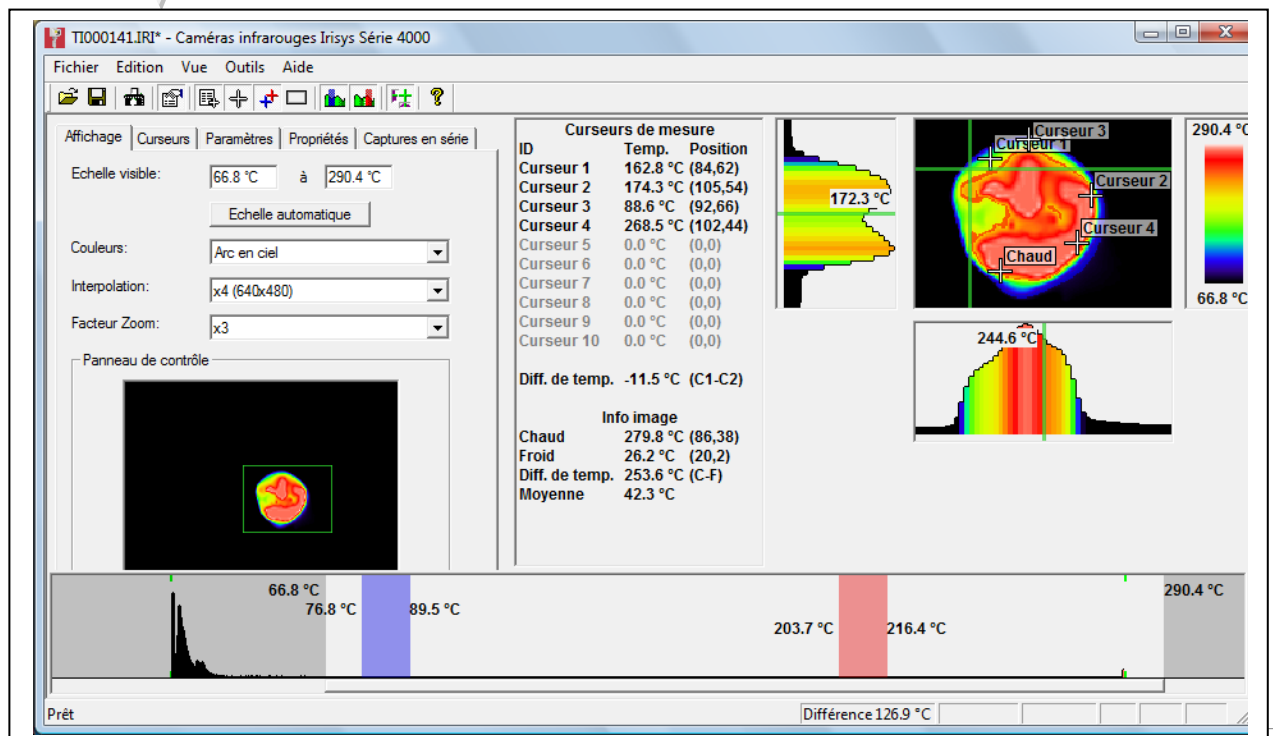 TI000141.IRI* - Caméras infrarouges Irisys Série 4000
Fichier Edition Vue Outils Aide
Affichage Curseurs Paramètres Propriétés Captures en série
Echelle visible: 66.8 °C à 290.4 °C
Echelle automatique
Couleurs: Arc en ciel
Interpolation: x4 (640x480)
Facteur Zoom: x3
Panneau de contrôle
Curseurs de mesure
ID Temp. Position
Curseur 1 162.8 °C (84,62)
Curseur 2 174.3 °C (105,54)
Curseur 3 88.6 °C (92,66)
Curseur 4 268.5 °C (102,44)
Curseur 5 0.0 °C (0,0)
Curseur 6 0.0 °C (0,0)
Curseur 7 0.0 °C (0,0)
Curseur 8 0.0 °C (0,0)
Curseur 9 0.0 °C (0,0)
Curseur 10 0.0 °C (0,0)
Diff. de temp. -11.5 °C (C1-C2)
Info image
Chaud 279.8 °C (86,38)
Froid 26.2 °C (20,2)
Diff. de temp. 253.6 °C (C-F)
Moyenne 42.3 °C
172.3 °C
Curseur 3
Curseur 1
Curseur 2
Curseur 4
Chaud
290.4 °C
66.8 °C
244.6 °C
66.8 °C
290.4 °C
76.8 °C
89.5 °C
203.7 °C
216.4 °C
Prêt
Différence 126.9 °C